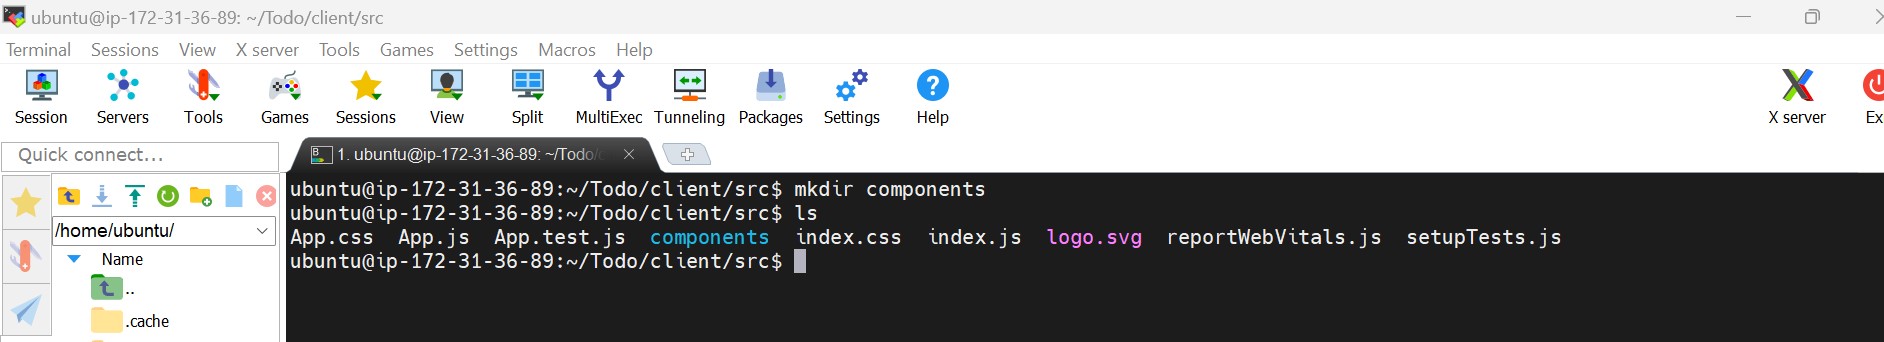 ubuntu@ip-172-31-36-89: ~/Todo/client/src
Terminal Sessions View X server Tools Games Settings Macros Help
Session Servers Tools Games Sessions View Split MultiExec Tunneling Packages Settings Help X server Ex
Quick connect... 1. ubuntu@ip-172-31-36-89: ~/Todo/c
/home/ubuntu/
Name
..
.cache
ubuntu@ip-172-31-36-89:~/Todo/client/src$ mkdir components
ubuntu@ip-172-31-36-89:~/Todo/client/src$ ls
App.css App.js App.test.js components index.css index.js logo.svg reportWebVitals.js setupTests.js
ubuntu@ip-172-31-36-89:~/Todo/client/src$